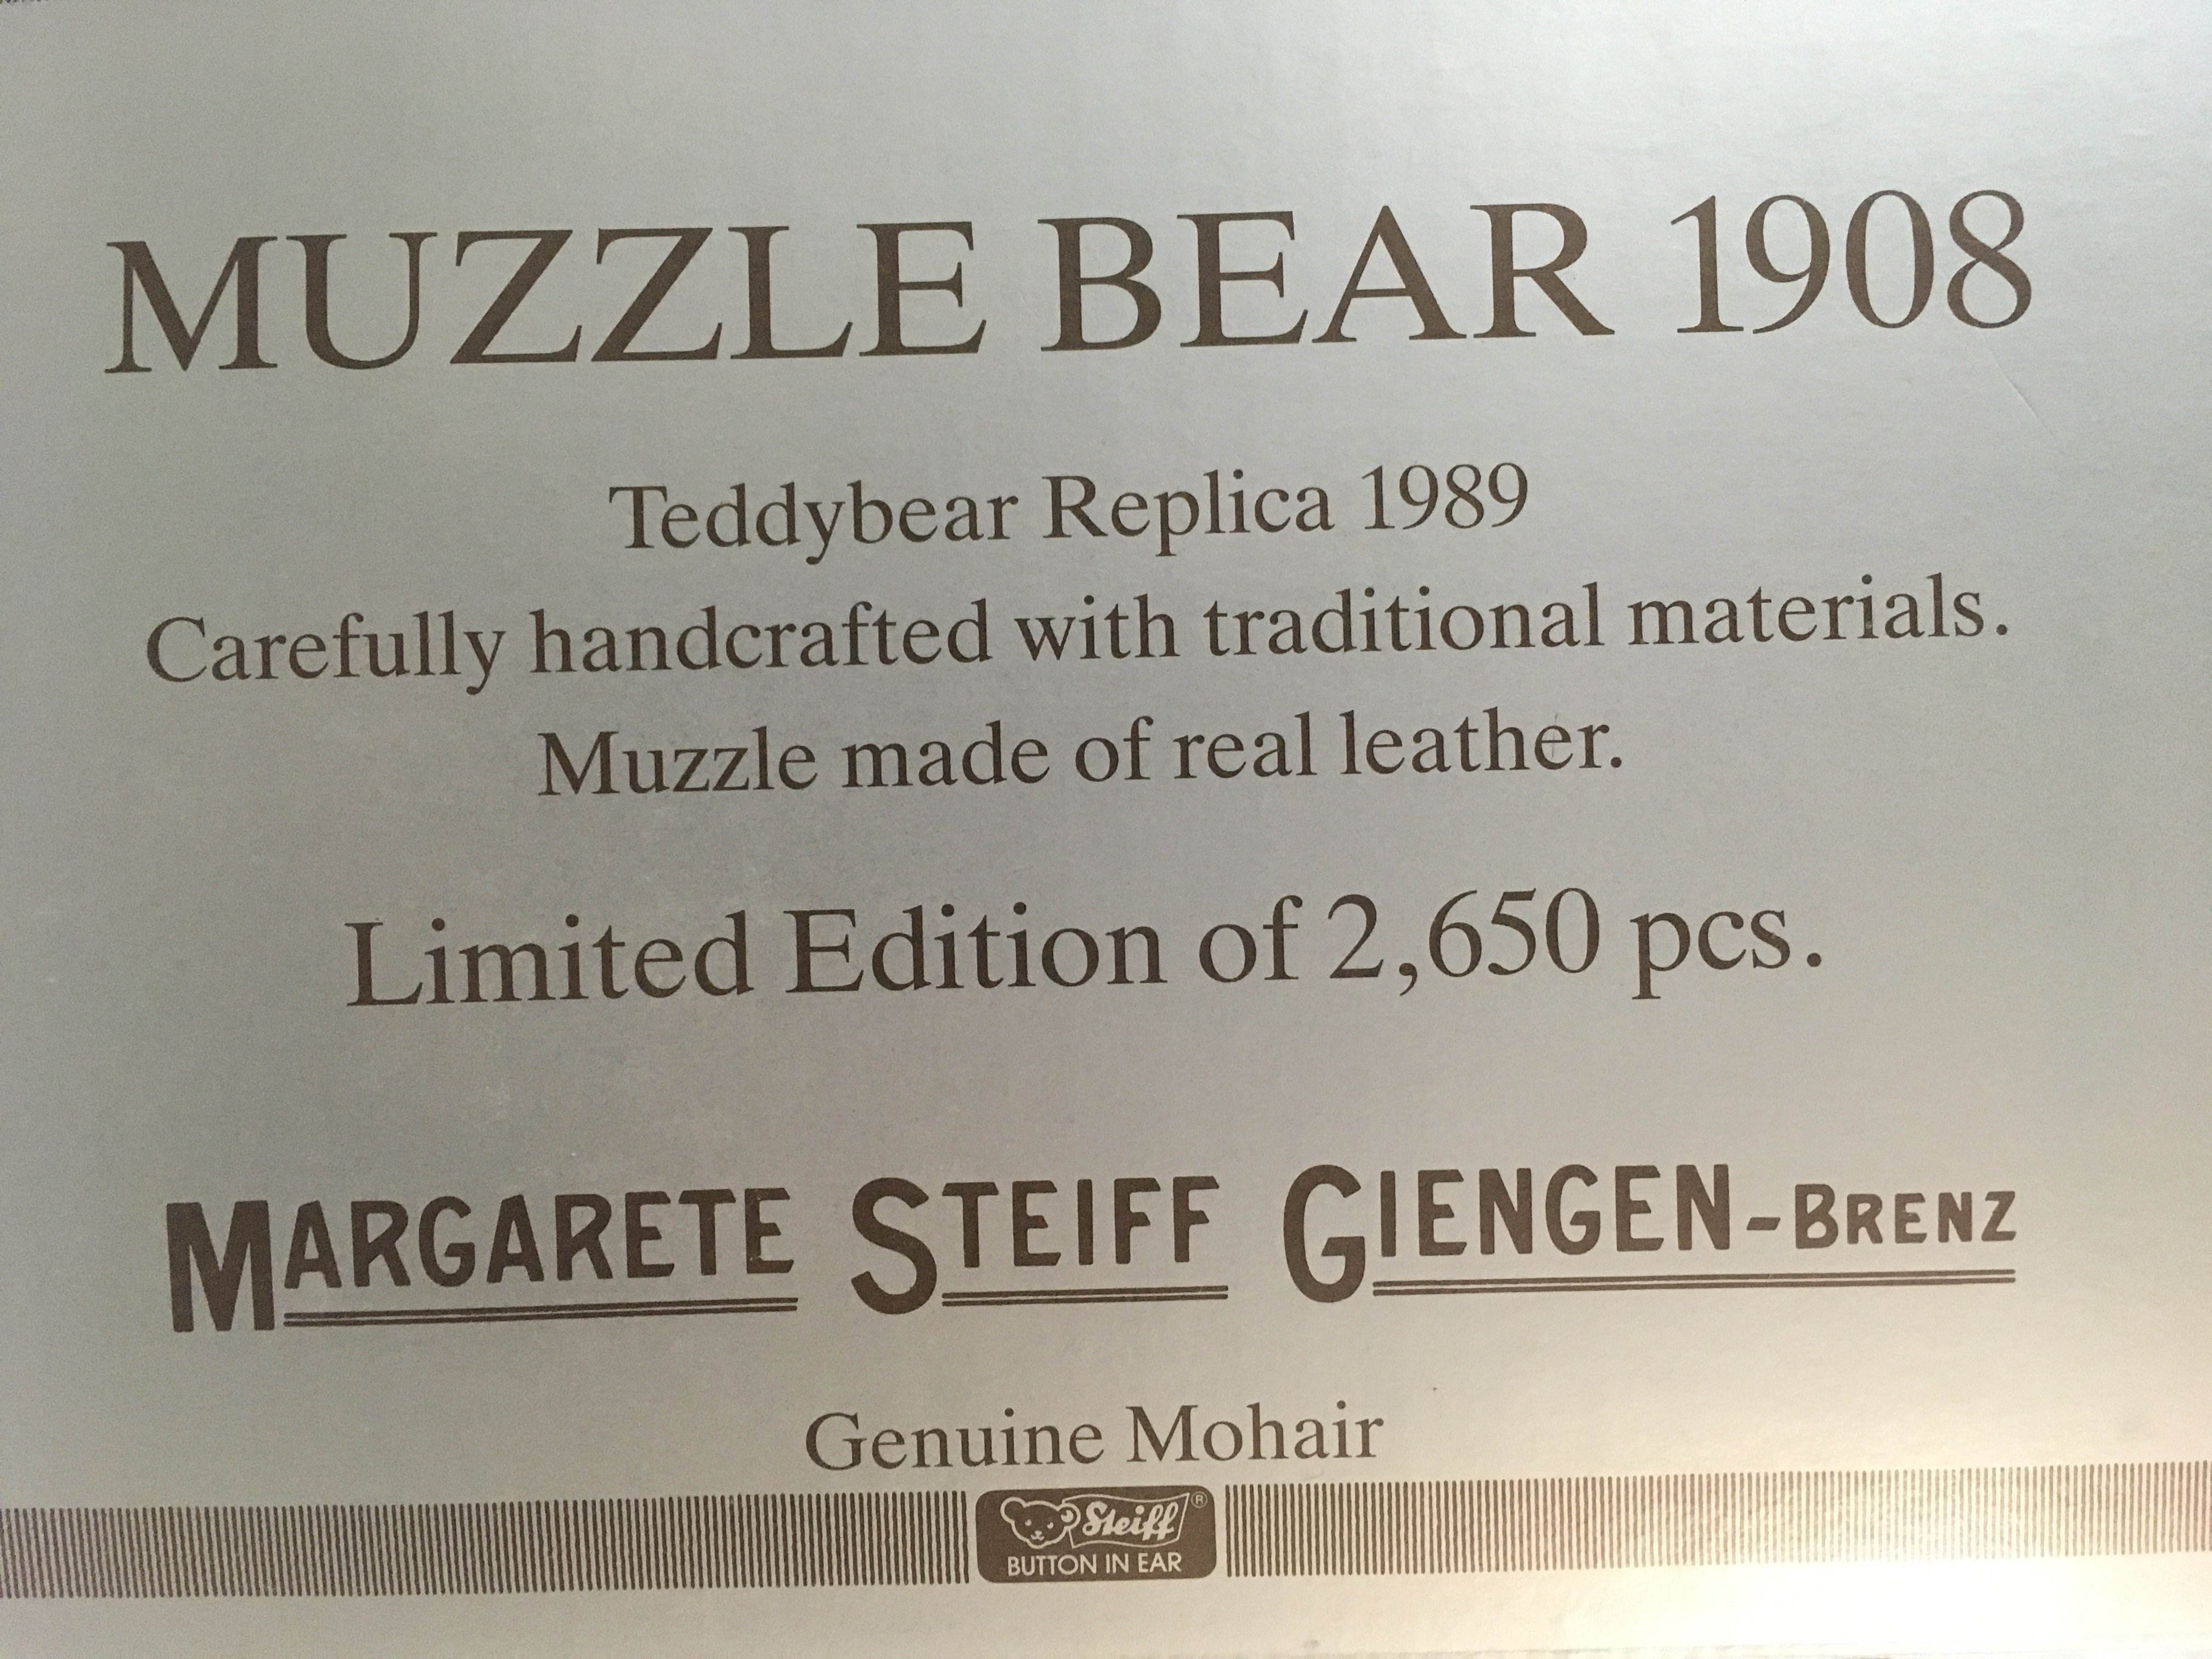 MUZZLE BEAR 1908
Teddybear Replica 1989
Carefully handcrafted with traditional materials.
Muzzle made of real leather.
Limited Edition of 2,650 pcs.
MARGARETE STEIFF GIENGEN-BRENZ
Genuine Mohair
Steiff ®
BUTTON IN EAR